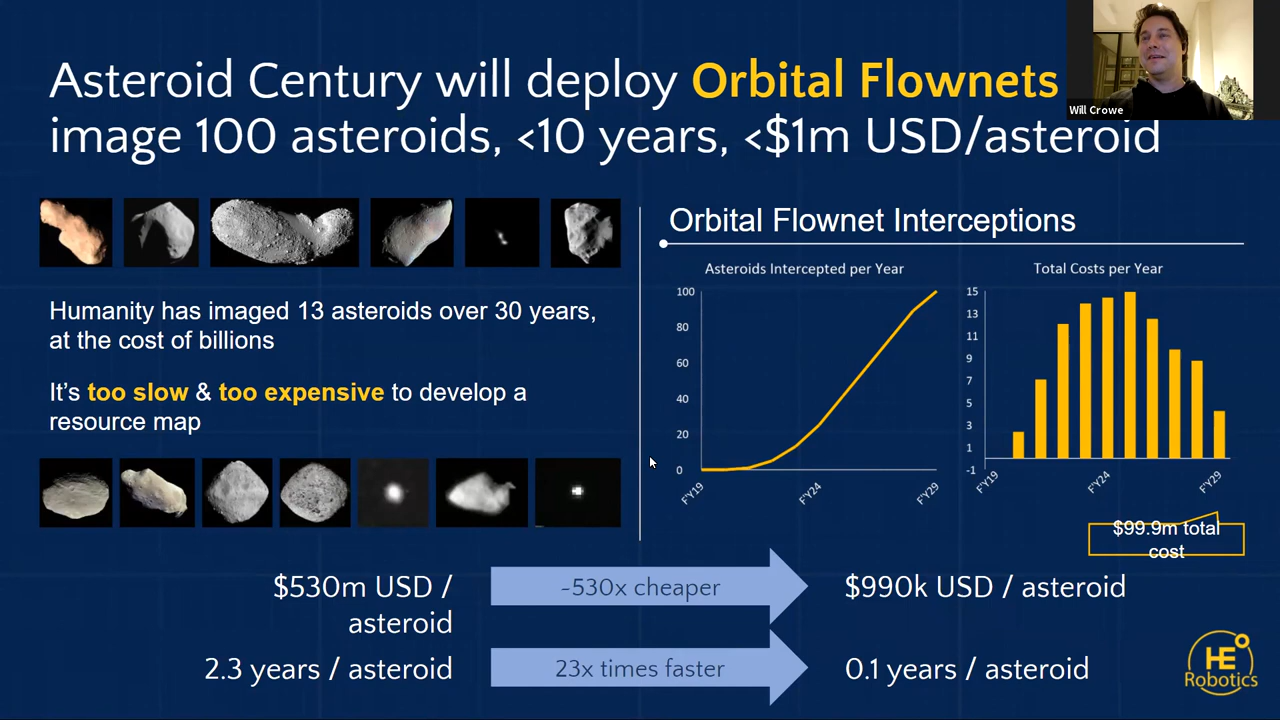 Asteroid Century will deploy Orbital Flownets
image 100 asteroids, <10 years, <$1m USD/asteroid
Will Crowe
Humanity has imaged 13 asteroids over 30 years,
at the cost of billions
It's too slow & too expensive to develop a
resource map
Orbital Flownet Interceptions
Asteroids Intercepted per Year
100
80
60
40
20
0
FY19
FY24
FY29
Total Costs per Year
15
13
11
9
7
5
3
1
-1
FY19
FY24
FY29
$99.9m total
cost
$530m USD /
asteroid
~530x cheaper
$990k USD / asteroid
2.3 years / asteroid
23x times faster
0.1 years / asteroid
HE
Robotics